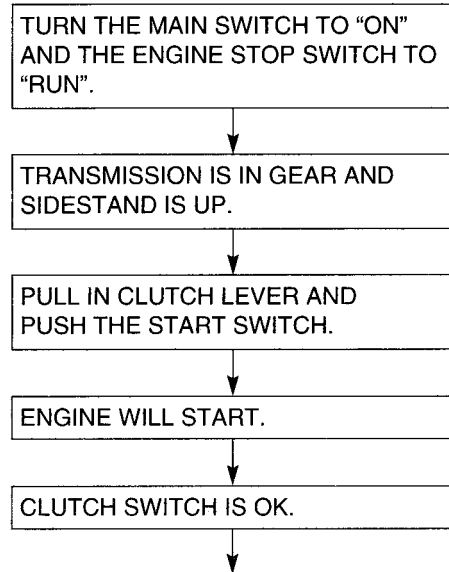 TURN THE MAIN SWITCH TO “ON”
AND THE ENGINE STOP SWITCH TO
“RUN”.
TRANSMISSION IS IN GEAR AND
SIDESTAND IS UP.
PULL IN CLUTCH LEVER AND
PUSH THE START SWITCH.
ENGINE WILL START.
CLUTCH SWITCH IS OK.